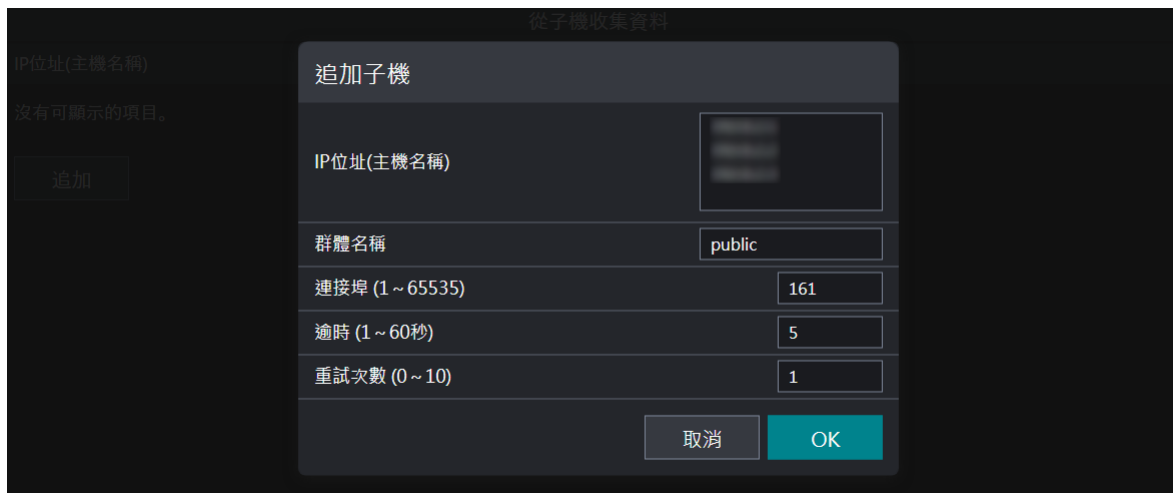 從子機收集資料
IP位址(主機名稱)
沒有可顯示的項目。
追加
追加子機
IP位址(主機名稱)
群體名稱
public
連接埠 (1～65535)
161
逾時 (1～60秒)
5
重試次數 (0～10)
1
取消
OK